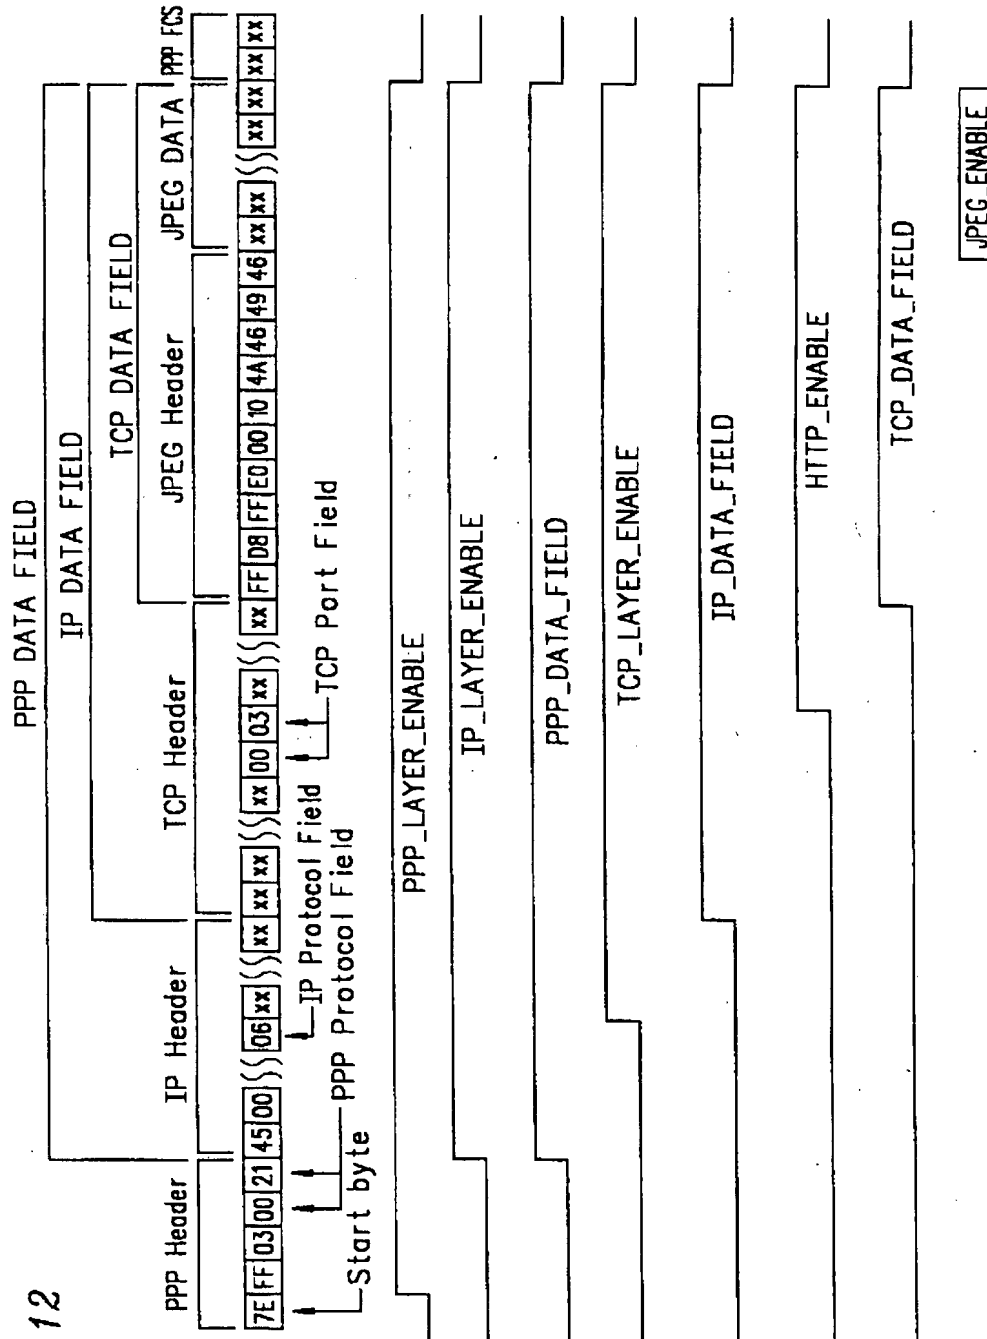 12
PPP DATA FIELD
IP DATA FIELD
TCP DATA FIELD
PPP Header
IP Header
TCP Header
JPEG Header
JPEG DATA
PPP FCS
7E FF 03 00 21 45 00 06 xx xx xx xx xx 00 03 xx xx FF D8 FF E0 00 10 4A 46 49 46 xx xx xx xx xx xx
Start byte
PPP Protocol Field
IP Protocol Field
TCP Port Field
PPP_LAYER_ENABLE
IP_LAYER_ENABLE
PPP_DATA_FIELD
TCP_LAYER_ENABLE
IP_DATA_FIELD
HTTP_ENABLE
TCP_DATA_FIELD
JPEG_ENABLE